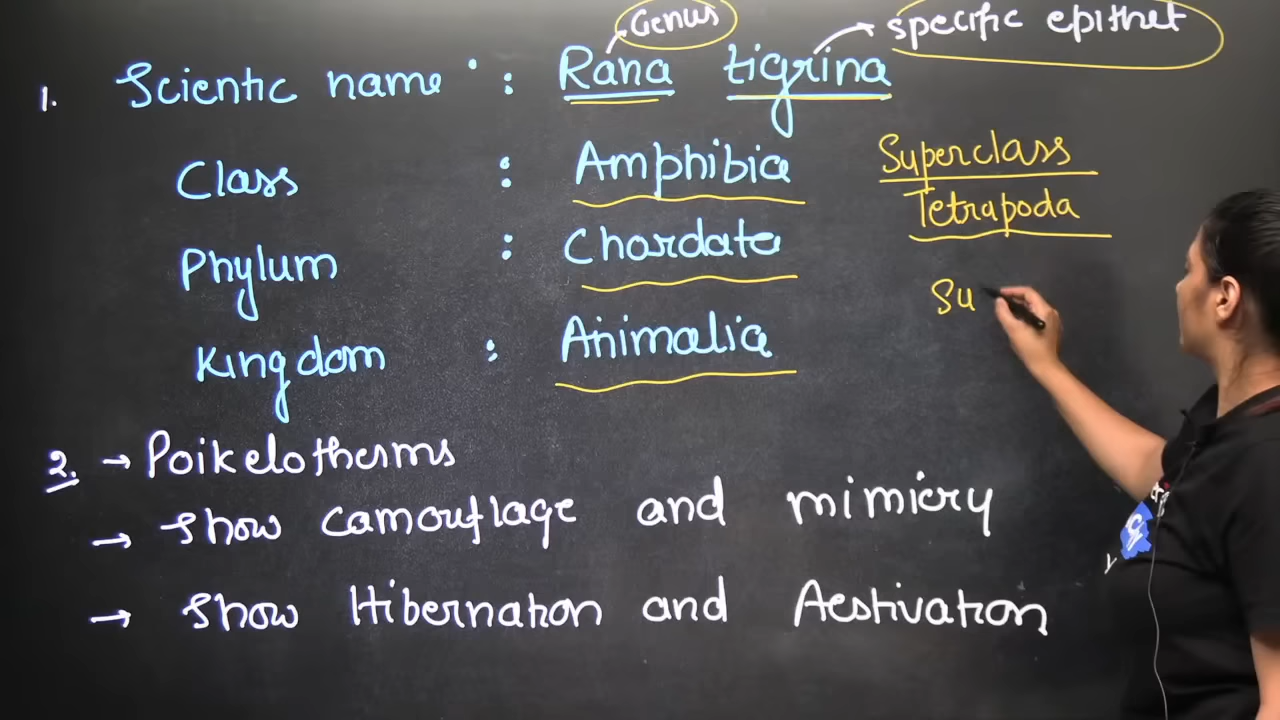 Genus
specific epithet
1. Scientic name : Rana tigrina
Class : Amphibia
Superclass
Tetrapoda
Phylum : Chordata
Su
Kingdom : Animalia
2. → Poikelotherms
→ Show camouflage and mimicry
→ Show Hibernation and Aestivation